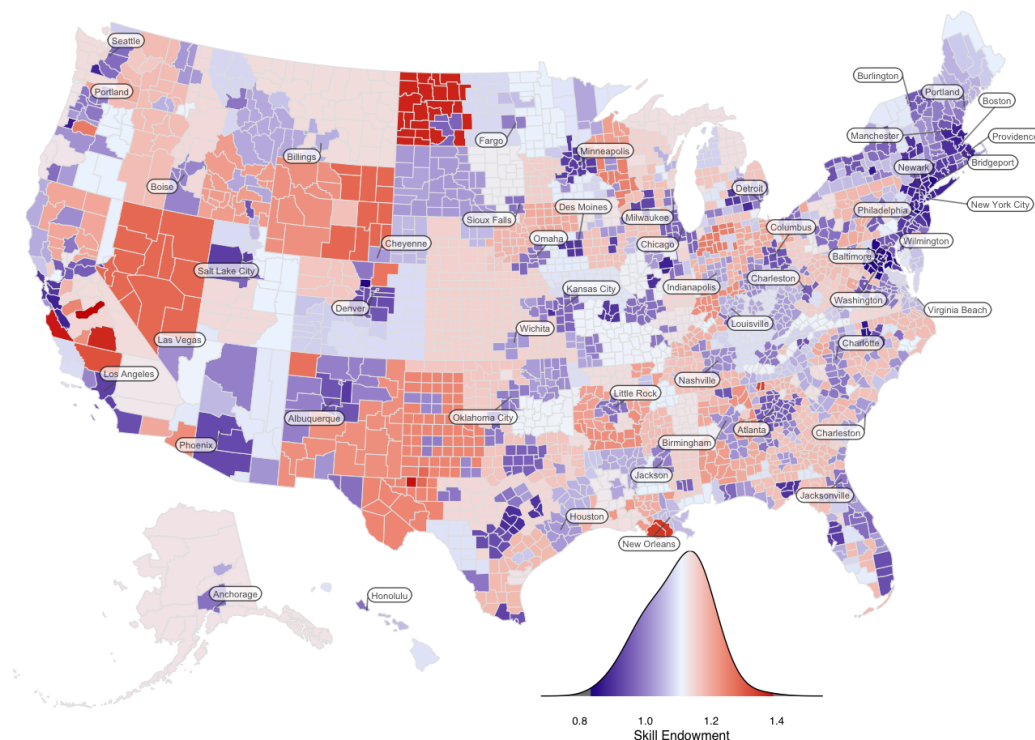 Seattle
Burlington
Portland
Portland
Boston
Fargo
Manchester
Providence
Minneapolis
Billings
Newark
Bridgeport
Boise
Detroit
New York City
Sioux Falls
Des Moines
Milwaukee
Philadelphia
Columbus
Omaha
Chicago
Wilmington
Cheyenne
Baltimore
Salt Lake City
Charleston
Kansas City
Indianapolis
Washington
Denver
Virginia Beach
Wichita
Louisville
Las Vegas
Charlotte
Los Angeles
Nashville
Little Rock
Albuquerque
Oklahoma City
Atlanta
Charleston
Phoenix
Birmingham
Jackson
Jacksonville
Houston
New Orleans
Anchorage
Honolulu
0.8 1.0 1.2 1.4
Skill Endowment